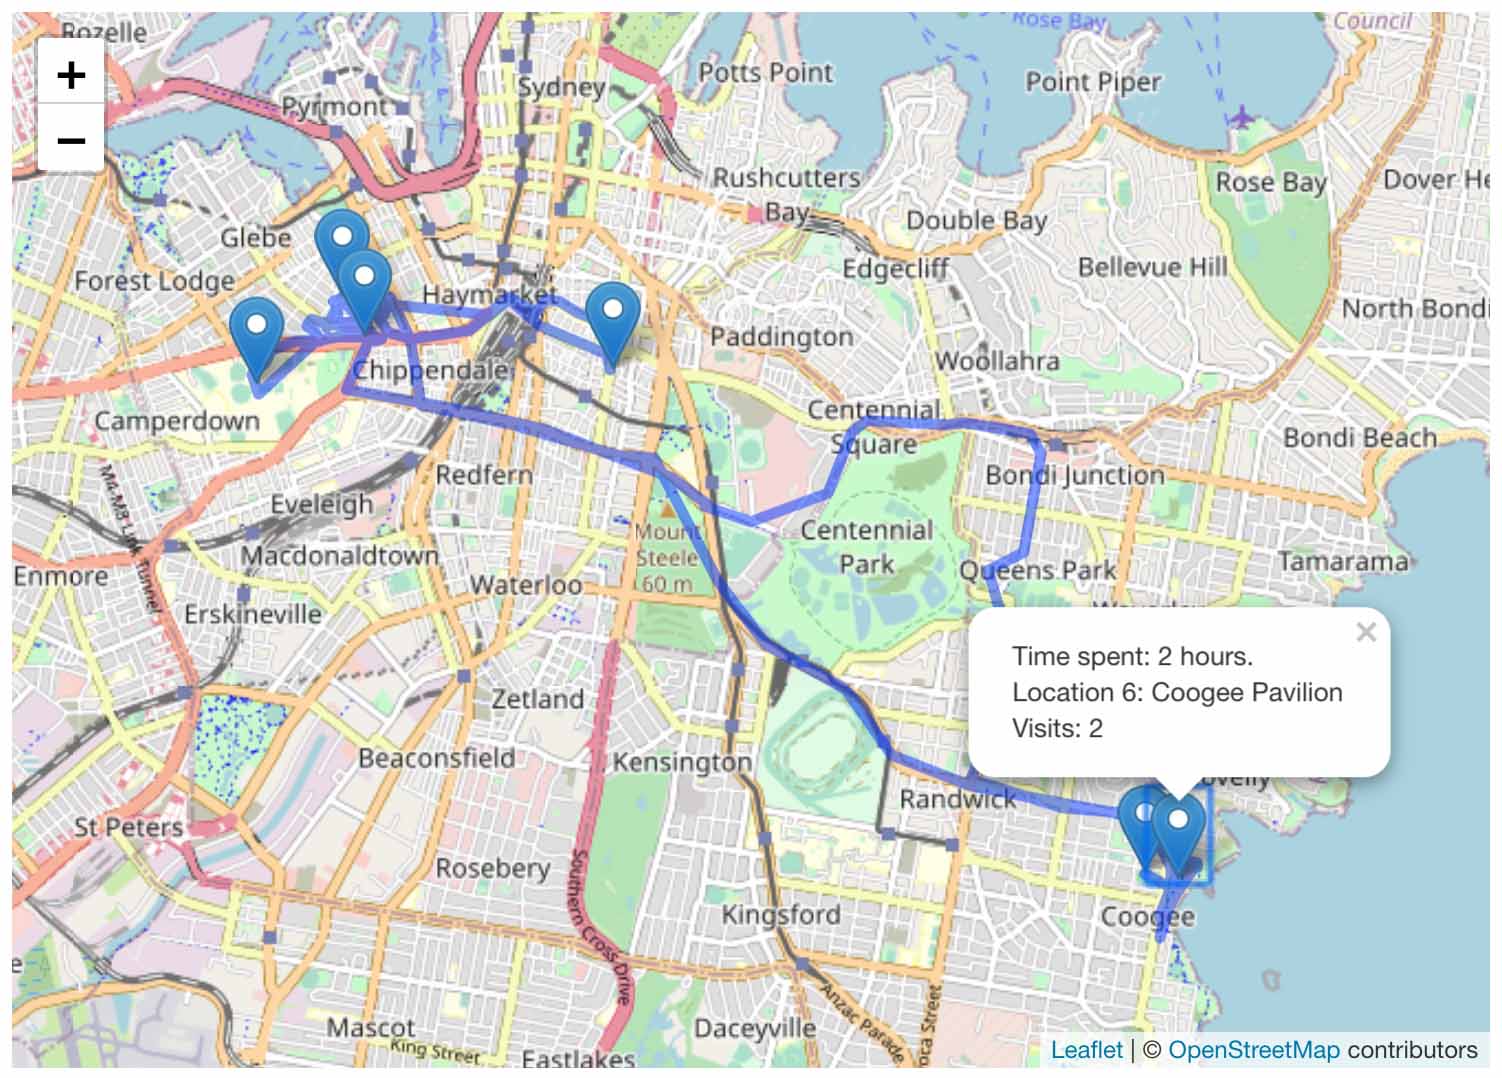 Rozelle
Rose Bay
Council
+
−
Sydney
Potts Point
Point Piper
Pyrmont
Rushcutters
Bay
Rose Bay
Dover He
Glebe
Double Bay
Forest Lodge
Edgecliff
Bellevue Hill
Haymarket
North Bondi
Paddington
Woollahra
Chippendale
Camperdown
Centennial
Square
Bondi Beach
Redfern
Bondi Junction
M4-M8 Link Tunnel
Eveleigh
Mount
Steele
60 m
Centennial
Park
Macdonaldtown
Enmore
Waterloo
Queens Park
Tamarama
Erskineville
×
Time spent: 2 hours.
Location 6: Coogee Pavilion
Visits: 2
Zetland
Beaconsfield
Kensington
Randwick
ovelly
St Peters
Rosebery
Southern Cross Drive
Kingsford
Coogee
e
Mascot
King Street
Daceyville
Anzac Parade
oca Street
Eastlakes
Leaflet | © OpenStreetMap contributors